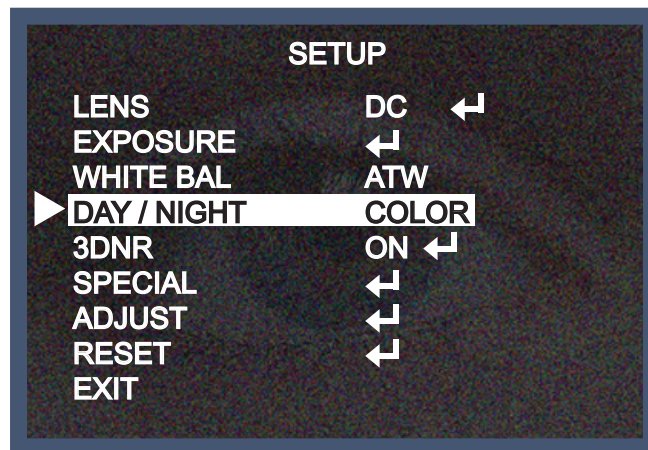 SETUP
LENS DC ↵
EXPOSURE ↵
WHITE BAL ATW
DAY / NIGHT COLOR
3DNR ON ↵
SPECIAL ↵
ADJUST ↵
RESET ↵
EXIT